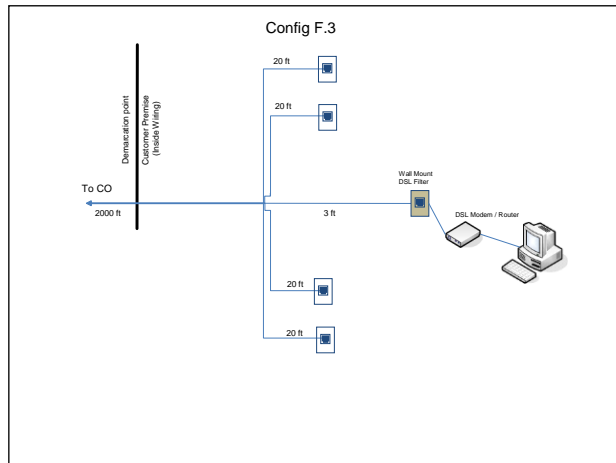 Config F.3
20 ft
20 ft
Demarcation point
Customer Premise
(Inside Wiring)
Wall Mount
DSL Filter
To CO
2000 ft
3 ft
DSL Modem / Router
20 ft
20 ft